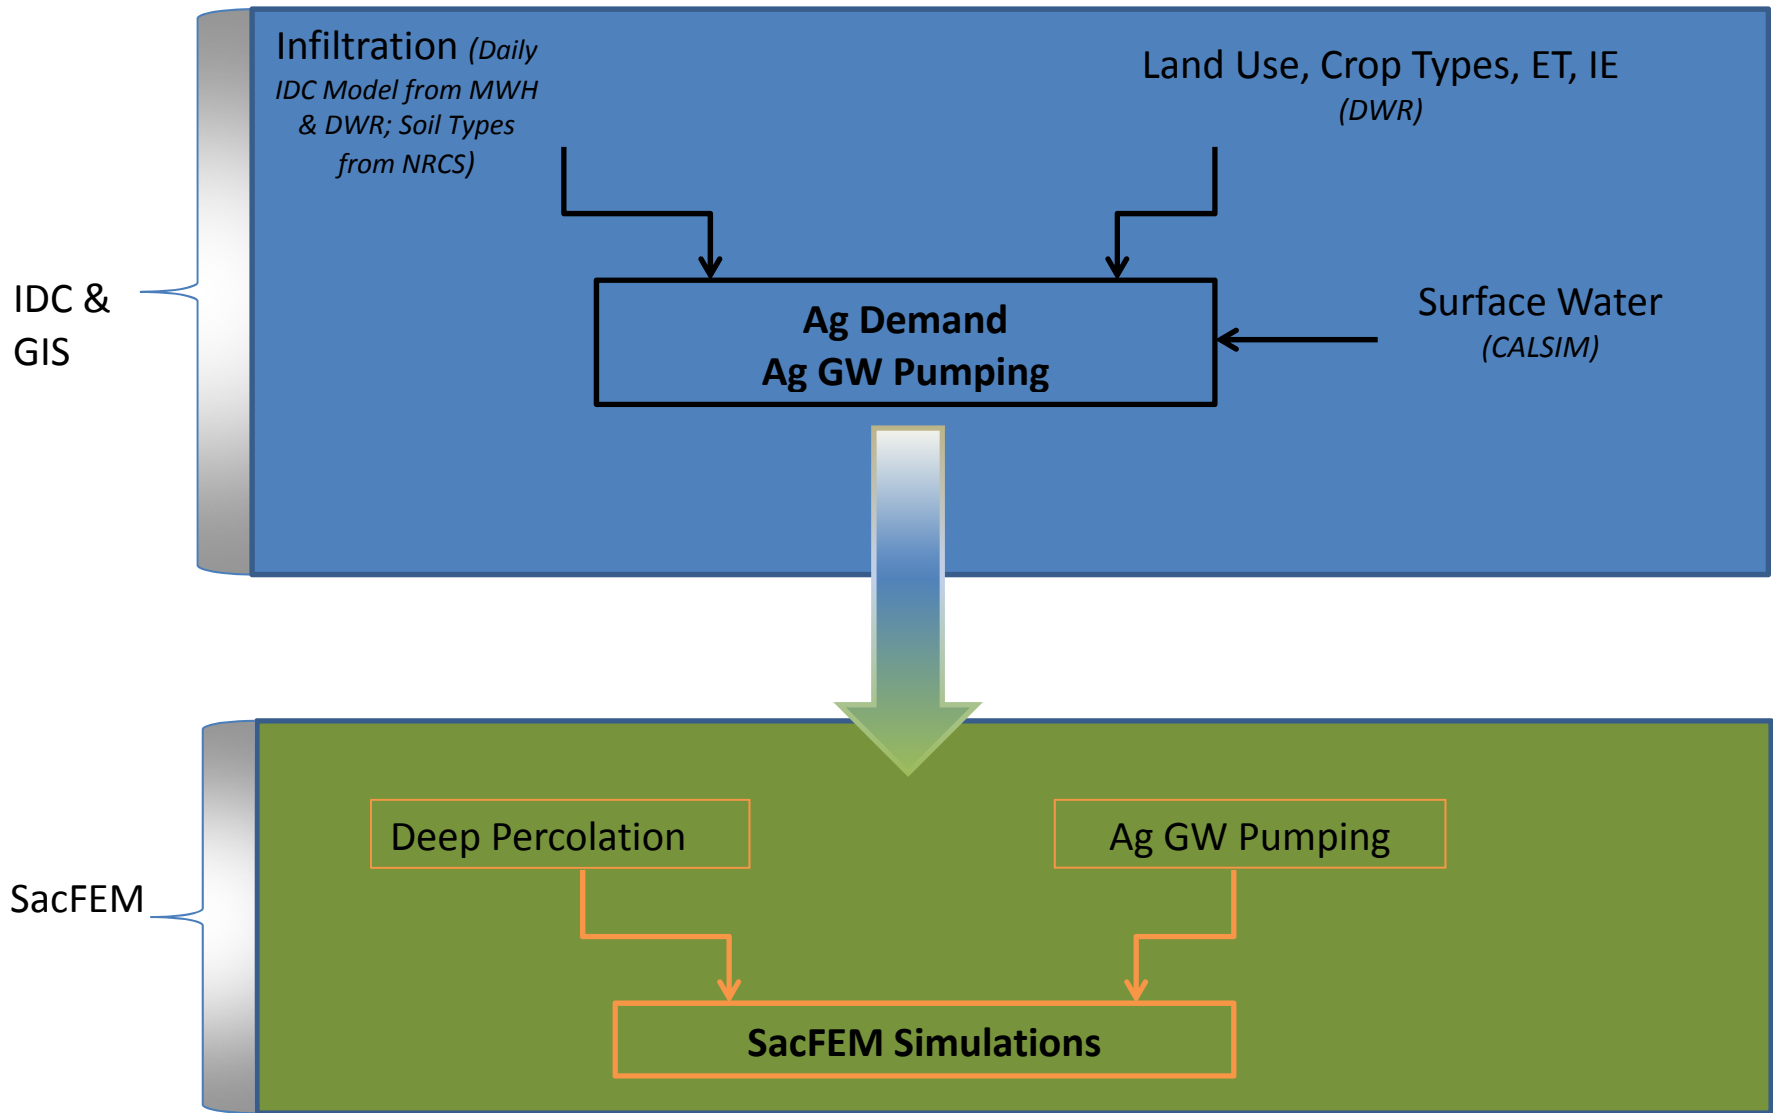 Infiltration (Daily
IDC Model from MWH
& DWR; Soil Types
from NRCS)
Land Use, Crop Types, ET, IE
(DWR)
IDC &
GIS
Ag Demand
Ag GW Pumping
Surface Water
(CALSIM)
Deep Percolation
Ag GW Pumping
SacFEM
SacFEM Simulations